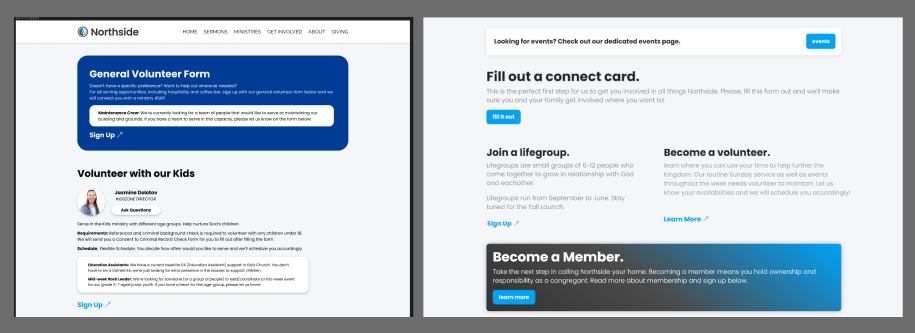 Northside
HOME SERMONS MINISTRIES GET INVOLVED ABOUT GIVING
General Volunteer Form
Doesn't have a specific preference? Want to help out wherever needed?
For all serving opportunities, including hospitality and coffee bar, sign up with our general volunteer form below and we
will connect you with a ministry ASAP.
Maintenance Crew: We're currently looking for a team of people that would like to serve at maintaining our
building and grounds, if you have a heart to serve in this capacity, please let us know on the form below!
Sign Up
Volunteer with our Kids
Jasmine Dolotov
KIDSZONE DIRECTOR
Ask Questions
Serve in the Kids ministry with different age groups. Help nurture God's children
Requirements: References and criminal background check is required to volunteer with any children under 18.
We will send you a Consent to Criminal Record Check Form for you to fill out after filling the form.
Schedule: Flexible Schedule. You decide how often you would like to serve and we'll schedule you accordingly.
Education Assistants: We have a current need for EA (Education Assistant) support in Kid's Church. You don't
have to be a trained EA, we're just looking for extra presence in the classes to support children.
Mid-week Rock Leader: We're looking for someone (or a group of people) to lead/coordinate a mid-week event
for our grade 5-7 aged junior youth. If you have a heart for this age-group, please let us know!
Sign Up
Looking for events? Check out our dedicated events page.
events
Fill out a connect card.
This is the perfect first step for us to get you involved in all things Northside. Please, fill this form out and we'll make
sure you and your family get involved where you want to!
fill it out
Join a lifegroup.
Lifegroups are small groups of 6-12 people who
come together to grow in relationship with God
and eachother.
Lifegroups run from September to June. Stay
tuned for the Fall Launch.
Sign Up
Become a volunteer.
learn where you can use your time to help further the
Kingdom. Our routine Sunday service as well as events
throughout the week needs volunteer to maintain. Let us
know your availabilities and we will schedule you accordingly!
Learn More
Become a Member.
Take the next step in calling Northside your home. Becoming a member means you hold ownership and
responsibility as a congregant. Read more about membership and sign up below.
learn more